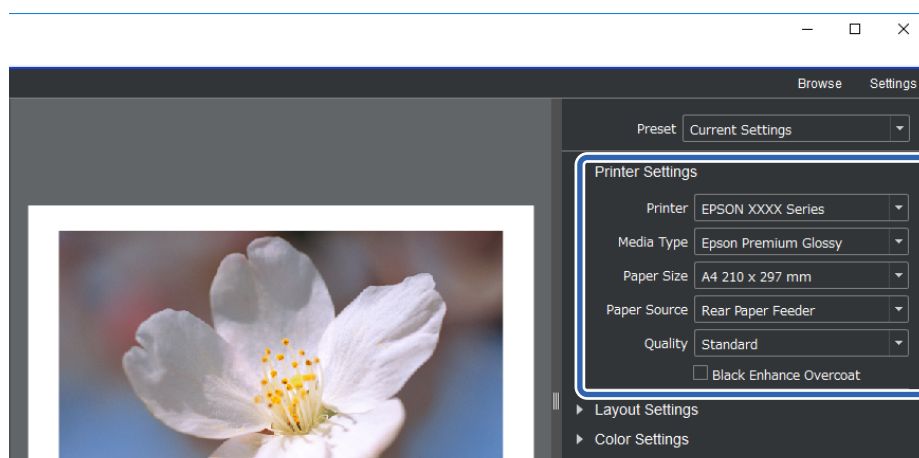 Browse Settings
Preset Current Settings
Printer Settings
Printer EPSON XXXX Series
Media Type Epson Premium Glossy
Paper Size A4 210 x 297 mm
Paper Source Rear Paper Feeder
Quality Standard
Black Enhance Overcoat
Layout Settings
Color Settings